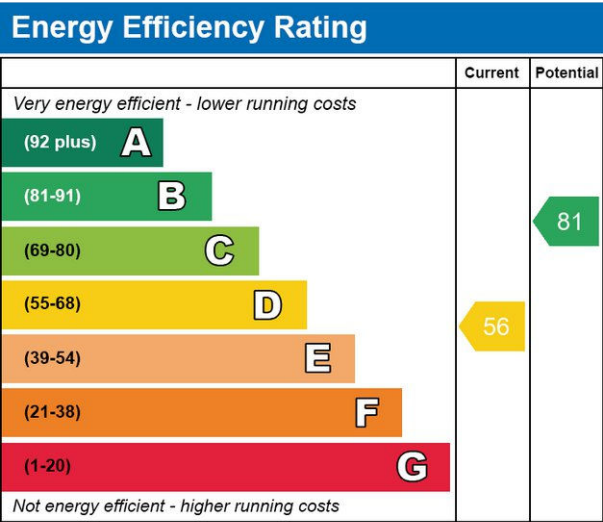 Energy Efficiency Rating
Current Potential
Very energy efficient - lower running costs
(92 plus) A
(81-91) B
81
(69-80) C
(55-68) D
56
(39-54) E
(21-38) F
(1-20) G
Not energy efficient - higher running costs